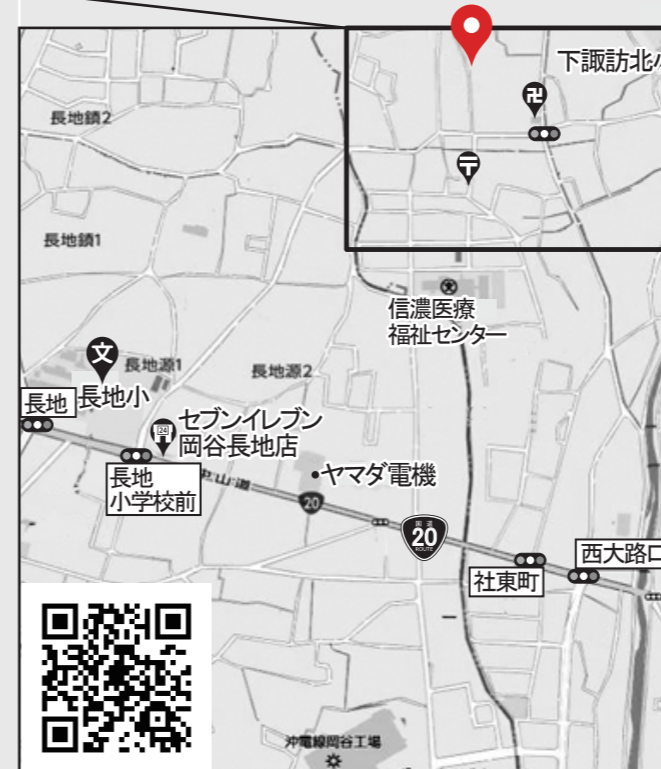 下諏訪北小
卍
長地鎮2
〒
長地鎮1
信濃医療
福祉センター
文
長地源1
長地源2
長地
長地小
24
セブンイレブン
岡谷長地店
長地
小学校前
ヤマダ電機
中山道
20
国道
20
ROUTE
西大路口
社東町
沖電線岡谷工場